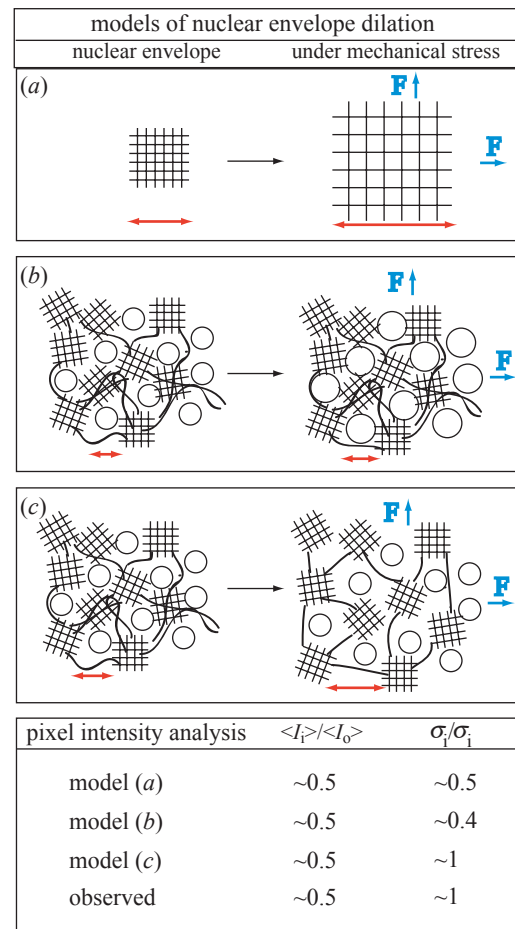 models of nuclear envelope dilation
nuclear envelope under mechanical stress
(a)
F
F
(b)
F
F
(c)
F
F
pixel intensity analysis <Ii>/<Io> σi/σi
model (a) ~0.5 ~0.5
model (b) ~0.5 ~0.4
model (c) ~0.5 ~1
observed ~0.5 ~1